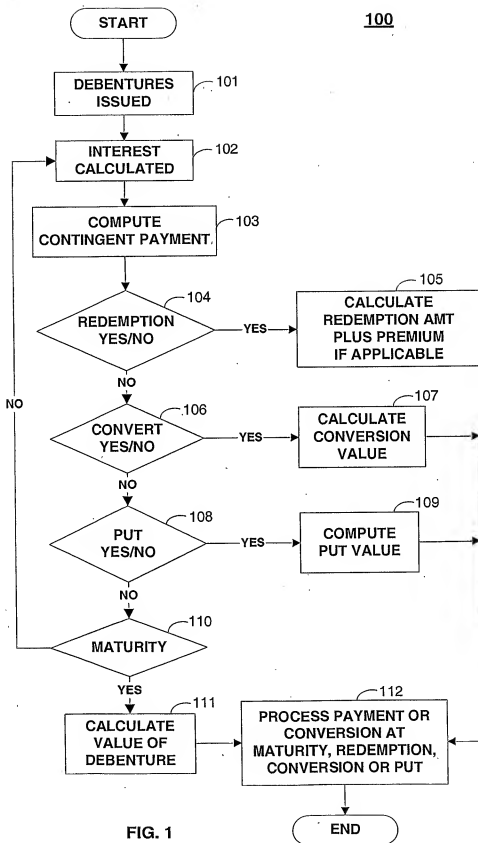 START
100
DEBENTURES
ISSUED
101
INTEREST
CALCULATED
102
COMPUTE
CONTINGENT PAYMENT
103
104
REDEMPTION
YES/NO
YES
105
CALCULATE
REDEMPTION AMT
PLUS PREMIUM
IF APPLICABLE
NO
NO
106
CONVERT
YES/NO
YES
107
CALCULATE
CONVERSION
VALUE
NO
108
PUT
YES/NO
YES
109
COMPUTE
PUT VALUE
NO
110
MATURITY
YES
111
CALCULATE
VALUE OF
DEBENTURE
112
PROCESS PAYMENT OR
CONVERSION AT
MATURITY, REDEMPTION,
CONVERSION OR PUT
END
FIG. 1